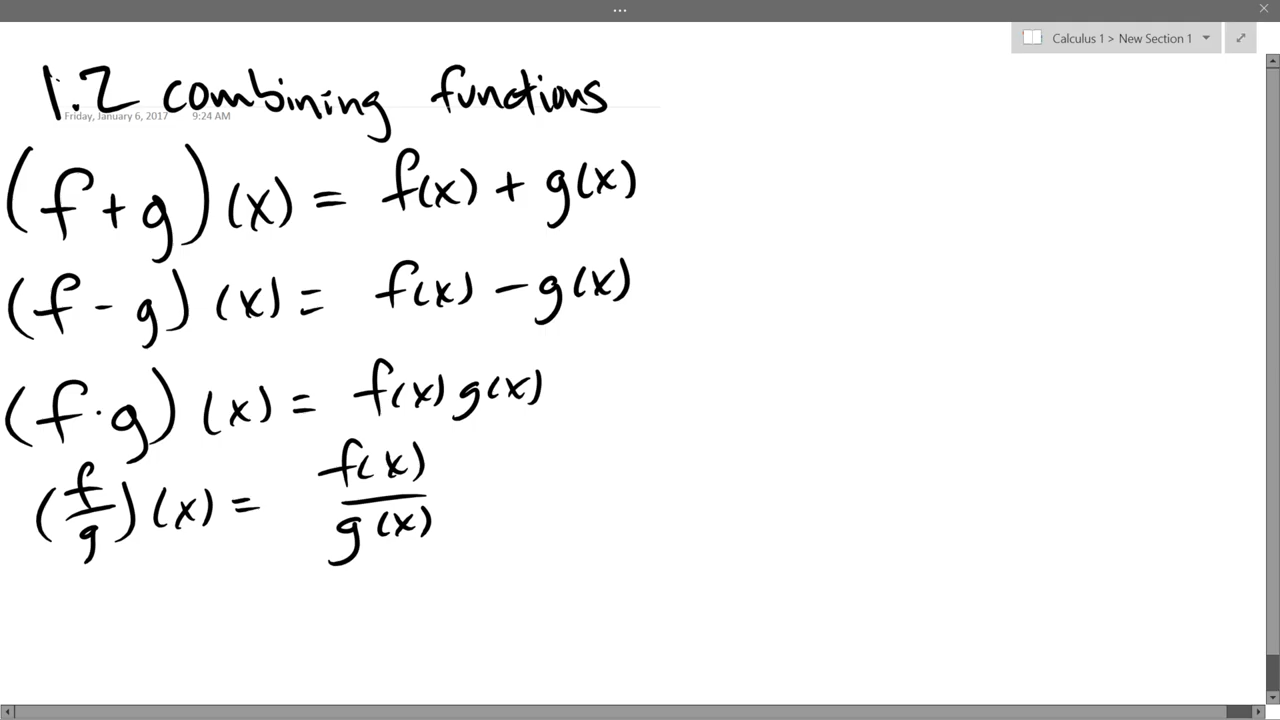 ...
Calculus 1 > New Section 1
1.2 combining functions
Friday, January 6, 2017 9:24 AM
(f+g)(x) = f(x) + g(x)
(f - g)(x) = f(x) - g(x)
(f·g)(x) = f(x)g(x)
(f/g)(x) = f(x)/g(x)